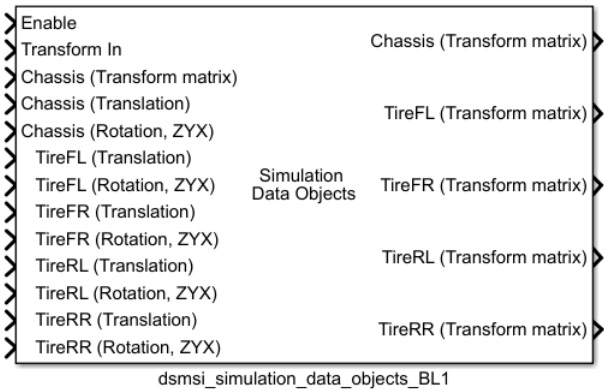 Enable
Transform In
Chassis (Transform matrix)
Chassis (Translation)
Chassis (Rotation, ZYX)
TireFL (Translation)
TireFL (Rotation, ZYX)
TireFR (Translation)
TireFR (Rotation, ZYX)
TireRL (Translation)
TireRL (Rotation, ZYX)
TireRR (Translation)
TireRR (Rotation, ZYX)
Simulation
Data Objects
Chassis (Transform matrix)
TireFL (Transform matrix)
TireFR (Transform matrix)
TireRL (Transform matrix)
TireRR (Transform matrix)
dsmsi_simulation_data_objects_BL1